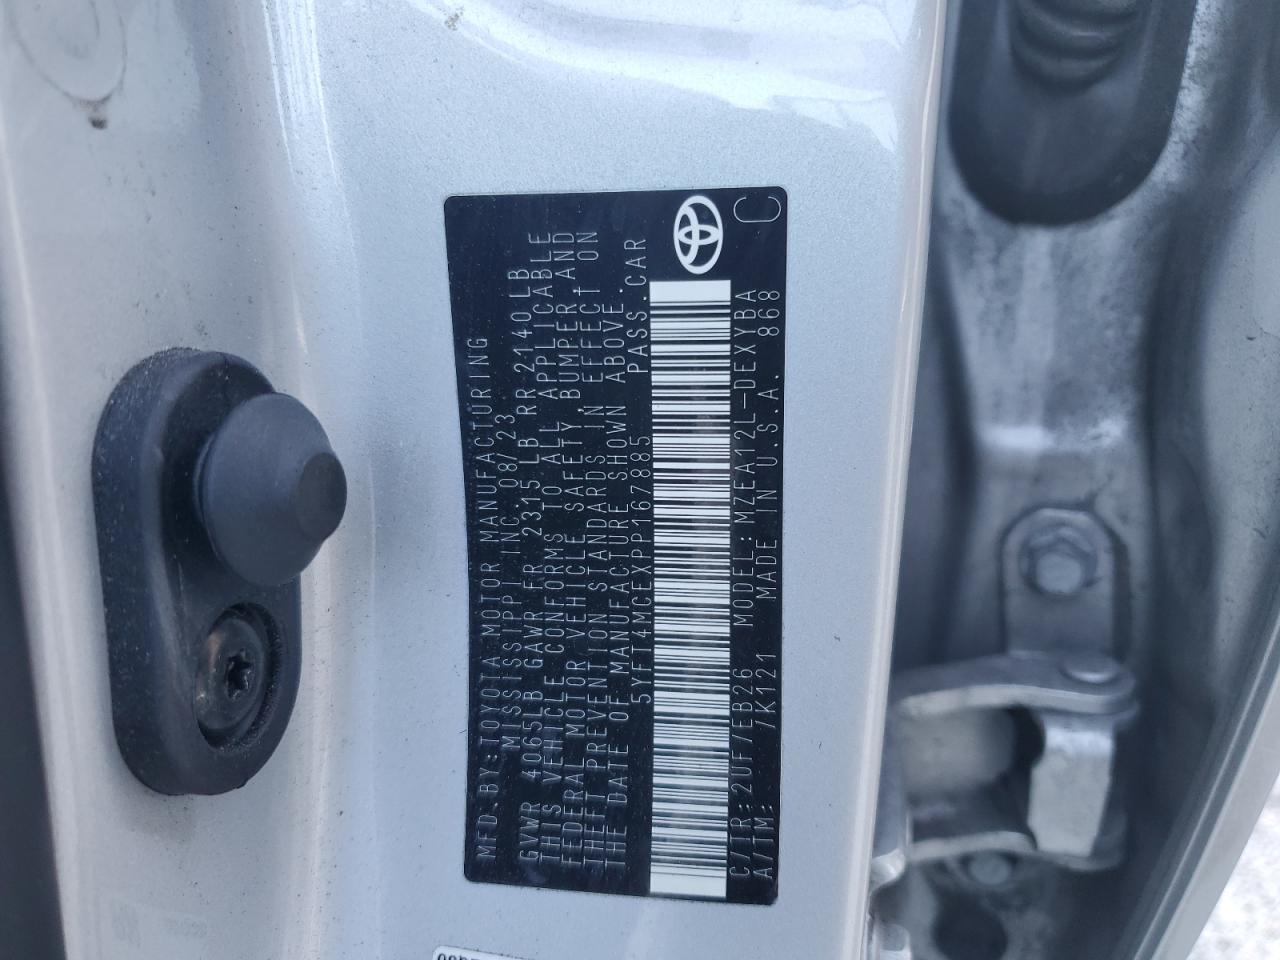 MFD.BY:TOYOTA MOTOR MANUFACTURING
MISSISSIPPI INC. 08/23
GVWR 4065LB GAWR FR 2315 LB RR 2140LB
THIS VEHICLE CONFORMS TO ALL APPLICABLE
FEDERAL MOTOR VEHICLE SAFETY,BUMPER,AND
THEFT PREVENTION STANDARDS IN EFFECT ON
THE DATE OF MANUFACTURE SHOWN ABOVE.
5YFT4MCEXPP167885 PASS.CAR
C/TR:2UF/EB26 MODEL:MZEA12L-DEXYBA
A/TM: /K121 MADE IN U.S.A. 868
C